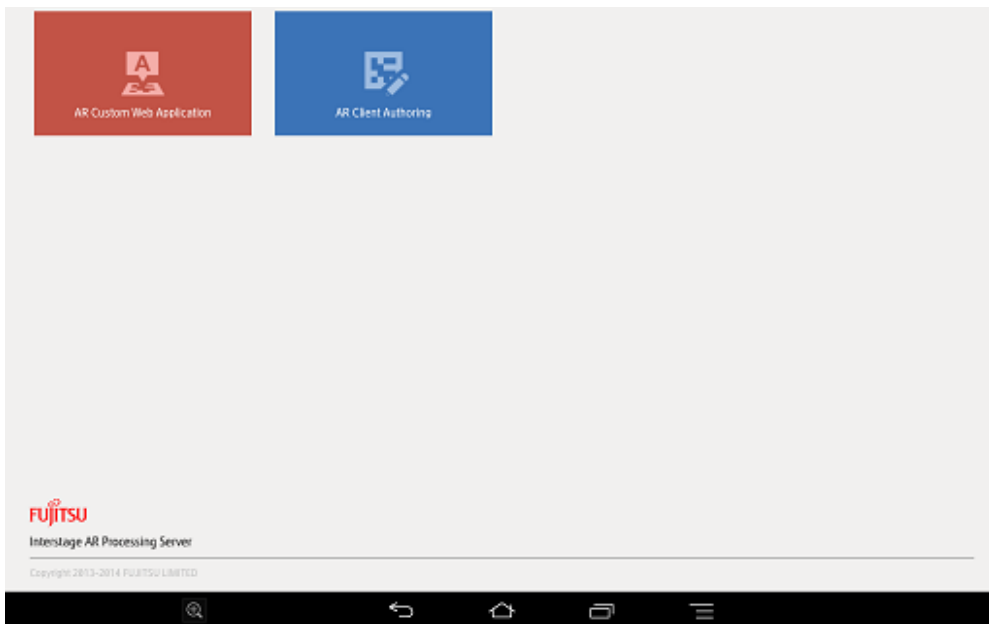 A
AR Custom Web Application
AR Client Authoring
FUJITSU
Interstage AR Processing Server
Copyright 2013-2014 FUJITSU LIMITED